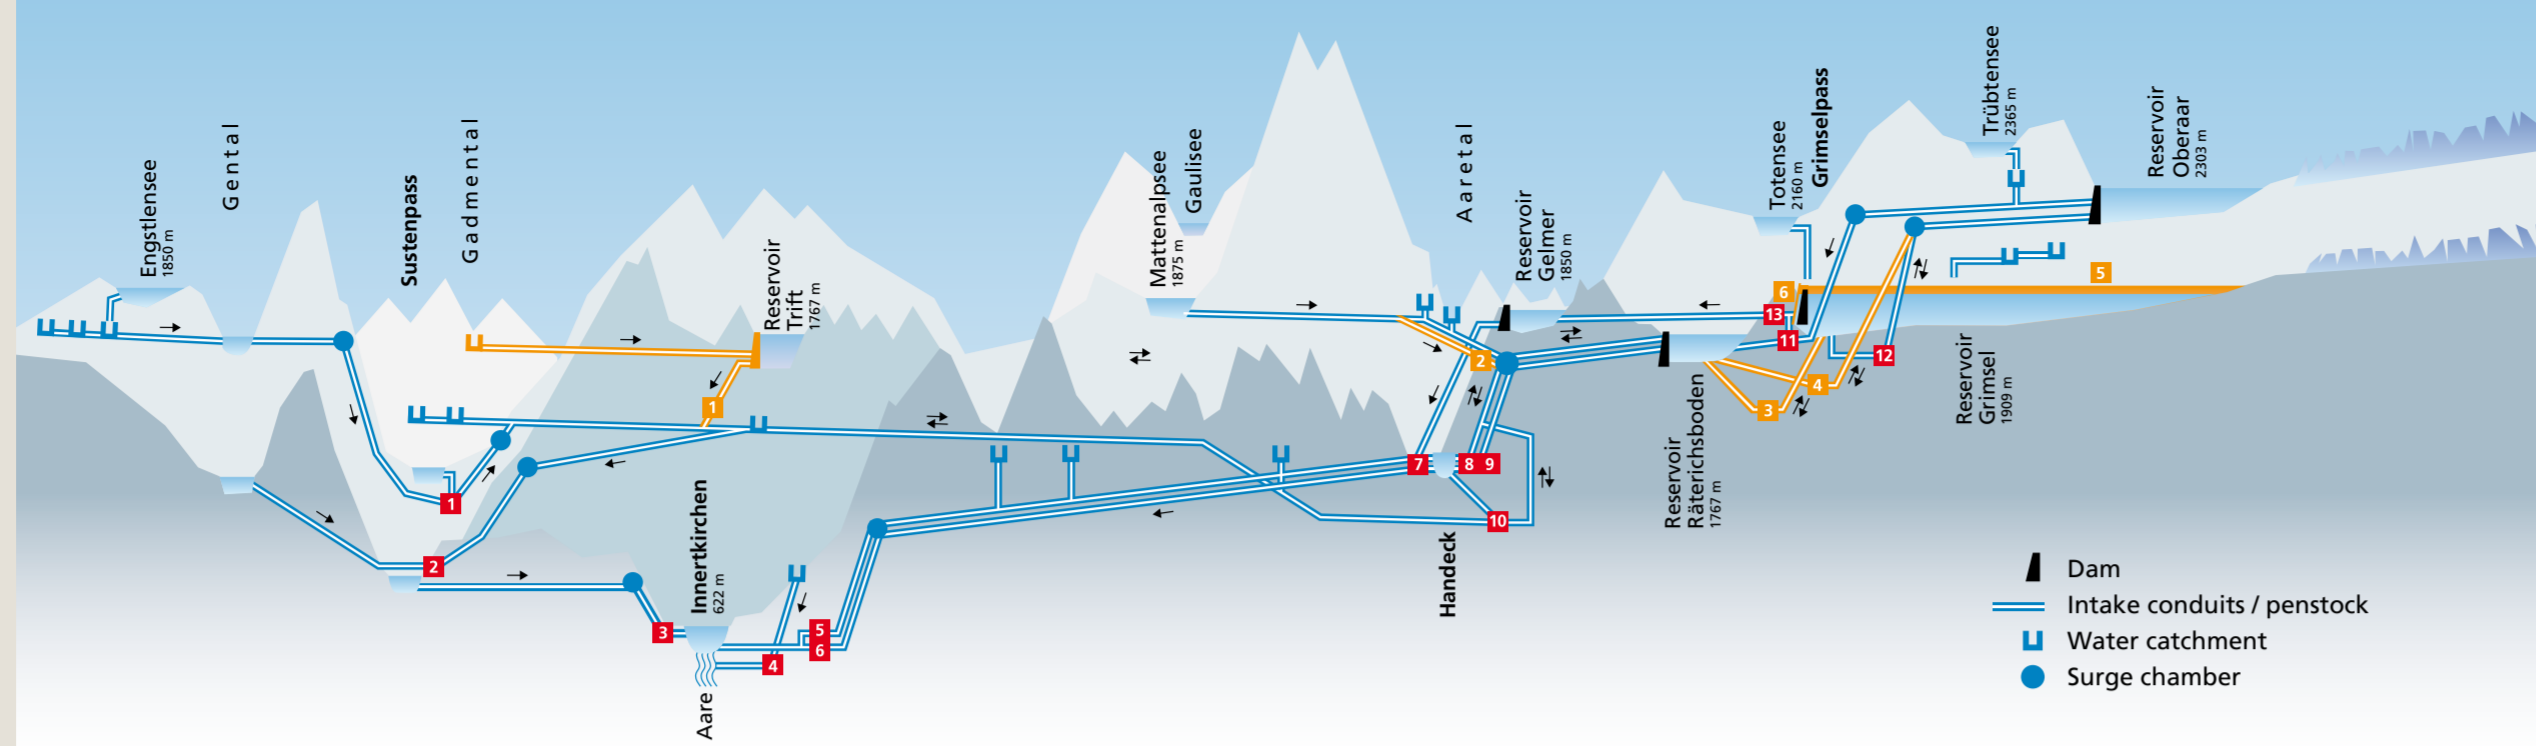 Engstlensee
1850 m
Gental
Sustenpass
Gadmental
Reservoir
Trift
1767 m
Mattenalpsee
1875 m
Gaulisee
Aaretal
Reservoir
Gelmer
1850 m
Totensee
2160 m
Grimselpass
Trübtensee
2365 m
Reservoir
Oberaar
2303 m
5
6
13
11
12
2
4
3
1
1
2
3
Innertkirchen
622 m
Aare
4
5
6
7
8
9
10
Handeck
Reservoir
Räterichsboden
1767 m
Reservoir
Grimsel
1909 m
Dam
Intake conduits / penstock
Water catchment
Surge chamber